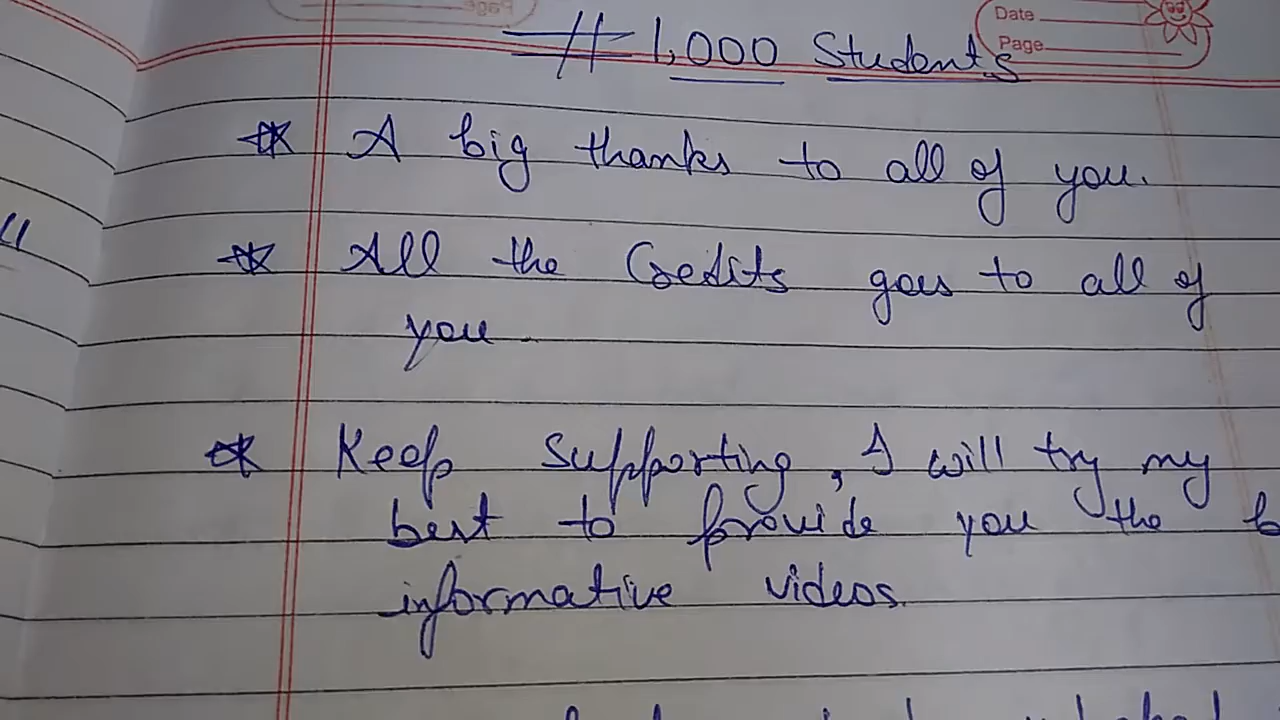 Page
Date
Page
# 1,000 Students
* A big thanks to all of you.
* All the Credits goes to all of
you.
* Keep Supporting, I will try my
best to provide you the
informative videos.